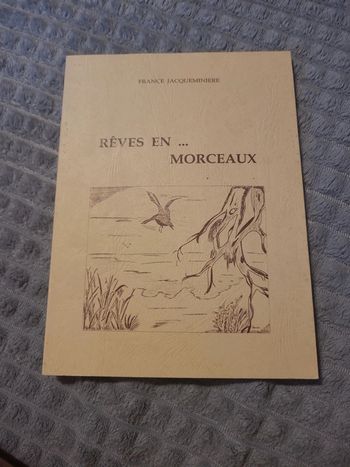 FRANCE JACQUEMINIERE
RÊVES EN ...
MORCEAUX